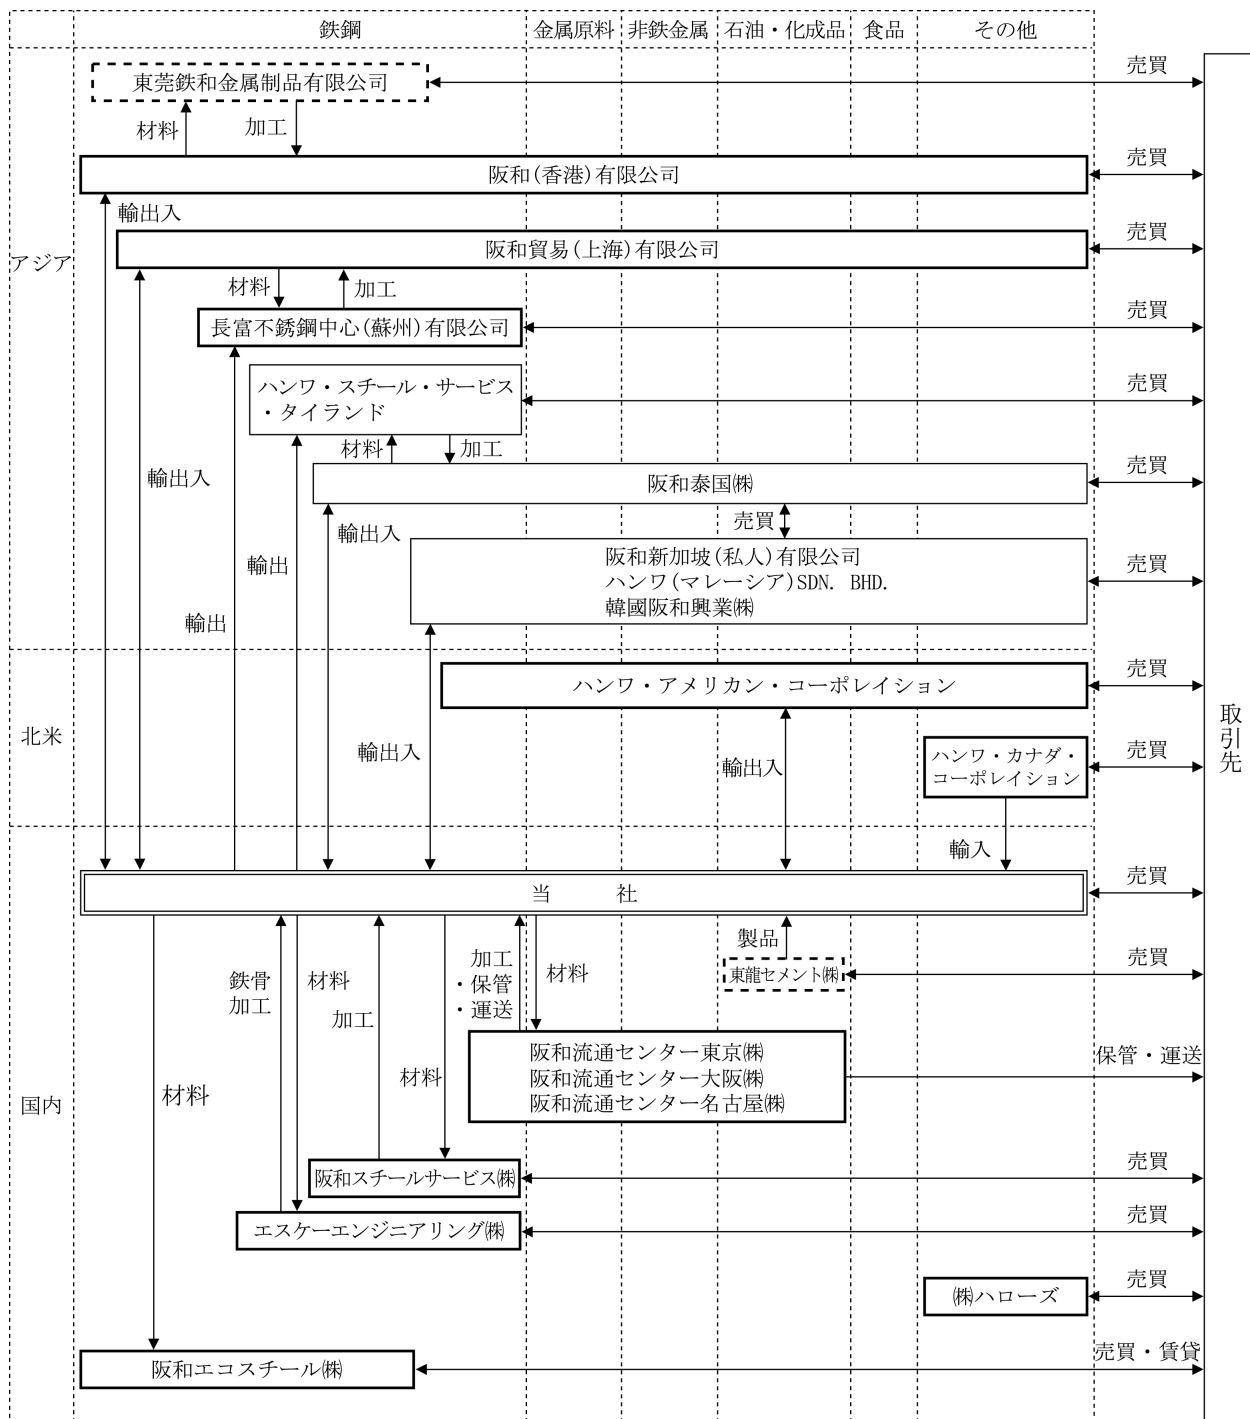 鉄鋼
金属原料
非鉄金属
石油・化成品
食品
その他
東莞鉄和金属制品有限公司
売買
材料
加工
阪和(香港)有限公司
売買
輸出入
阪和貿易(上海)有限公司
売買
アジア
材料
加工
長富不銹鋼中心(蘇州)有限公司
売買
ハンワ・スチール・サービス
・タイランド
売買
材料
加工
輸出入
阪和泰国㈱
売買
輸出入
売買
輸出
阪和新加坡(私人)有限公司
ハンワ(マレーシア)SDN. BHD.
韓國阪和興業㈱
売買
輸出
ハンワ・アメリカン・コーポレイション
売買
北米
輸出入
輸出入
ハンワ・カナダ・
コーポレイション
売買
取引先
輸入
当社
売買
製品
東龍セメント㈱
売買
鉄骨
加工
材料
加工
加工
・保管
・運送
材料
阪和流通センター東京㈱
阪和流通センター大阪㈱
阪和流通センター名古屋㈱
保管・運送
材料
材料
国内
阪和スチールサービス㈱
売買
エスケーエンジニアリング㈱
売買
㈱ハローズ
売買
阪和エコスチール㈱
売買・賃貸